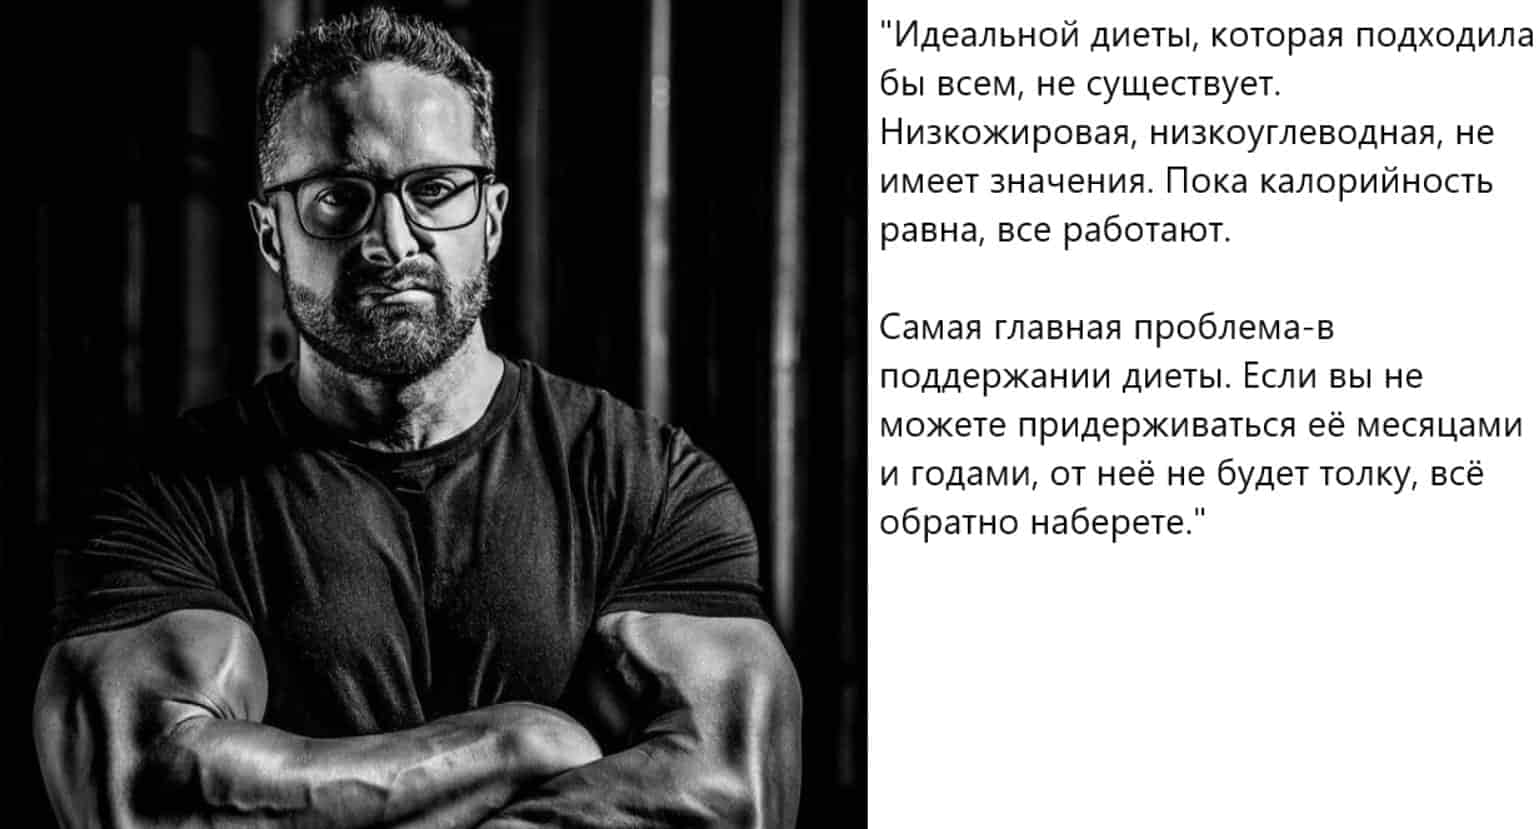 "Идеальной диеты, которая подходила
бы всем, не существует.
Низкожировая, низкоуглеводная, не
имеет значения. Пока калорийность
равна, все работают.
Самая главная проблема-в
поддержании диеты. Если вы не
можете придерживаться её месяцами
и годами, от неё не будет толку, всё
обратно наберете."